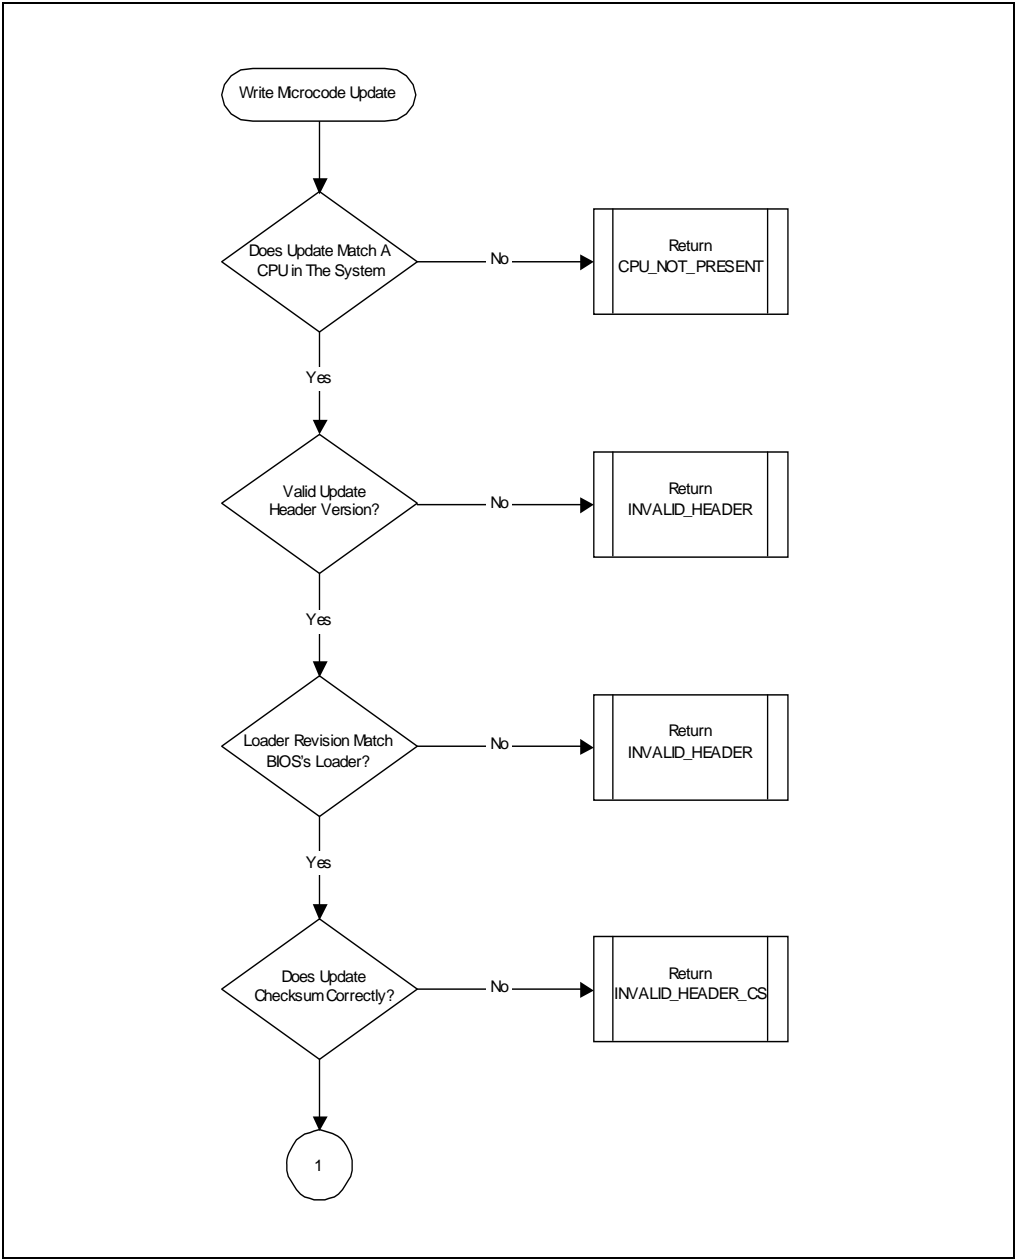 Write Microcode Update
Does Update Match A
CPU in The System
No
Return
CPU_NOT_PRESENT
Yes
Valid Update
Header Version?
No
Return
INVALID_HEADER
Yes
Loader Revision Match
BIOS's Loader?
No
Return
INVALID_HEADER
Yes
Does Update
Checksum Correctly?
No
Return
INVALID_HEADER_CS
1